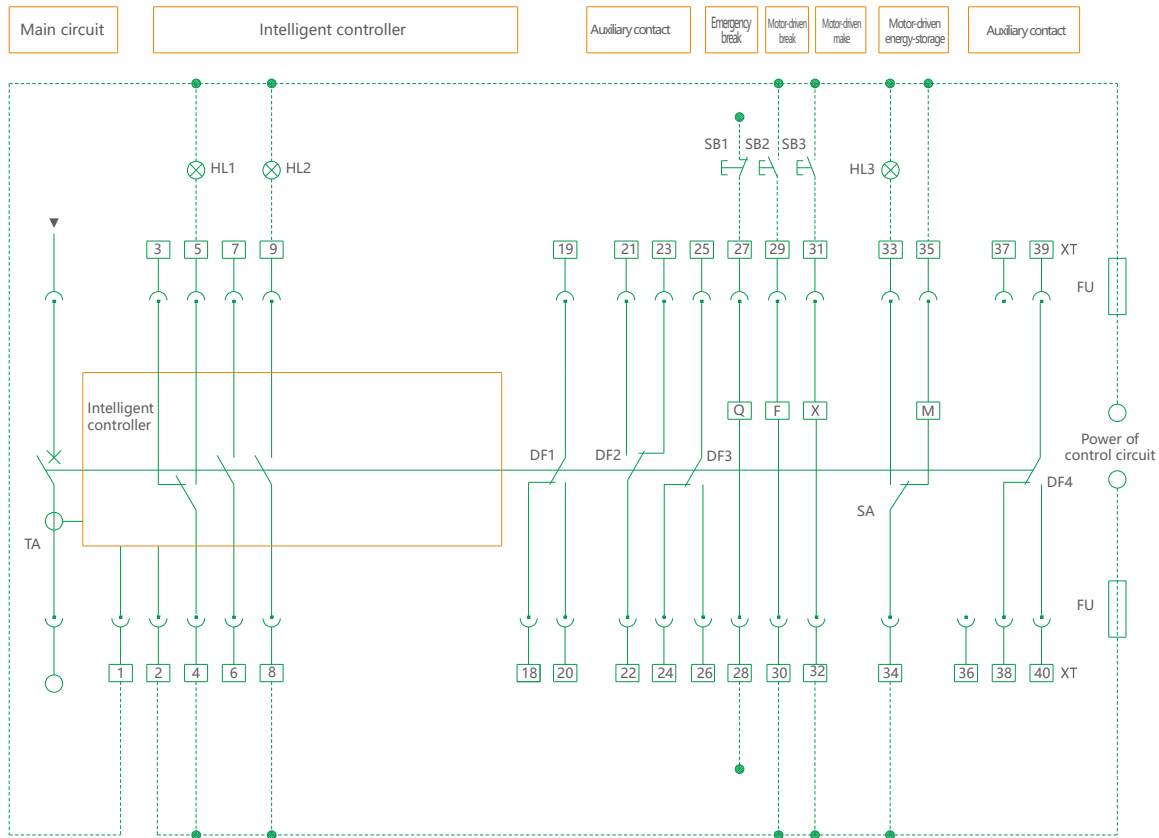 Main circuit
Intelligent controller
Auxiliary contact
Emergency
break
Motor-driven
break
Motor-driven
make
Motor-driven
energy-storage
Auxiliary contact
SB1
SB2
SB3
HL1
HL2
HL3
3
5
7
9
19
21
23
25
27
29
31
33
35
37
39
XT
FU
Intelligent
controller
Q
F
X
M
Power of
control circuit
DF1
DF2
DF3
DF4
SA
TA
FU
1
2
4
6
8
18
20
22
24
26
28
30
32
34
36
38
40
XT